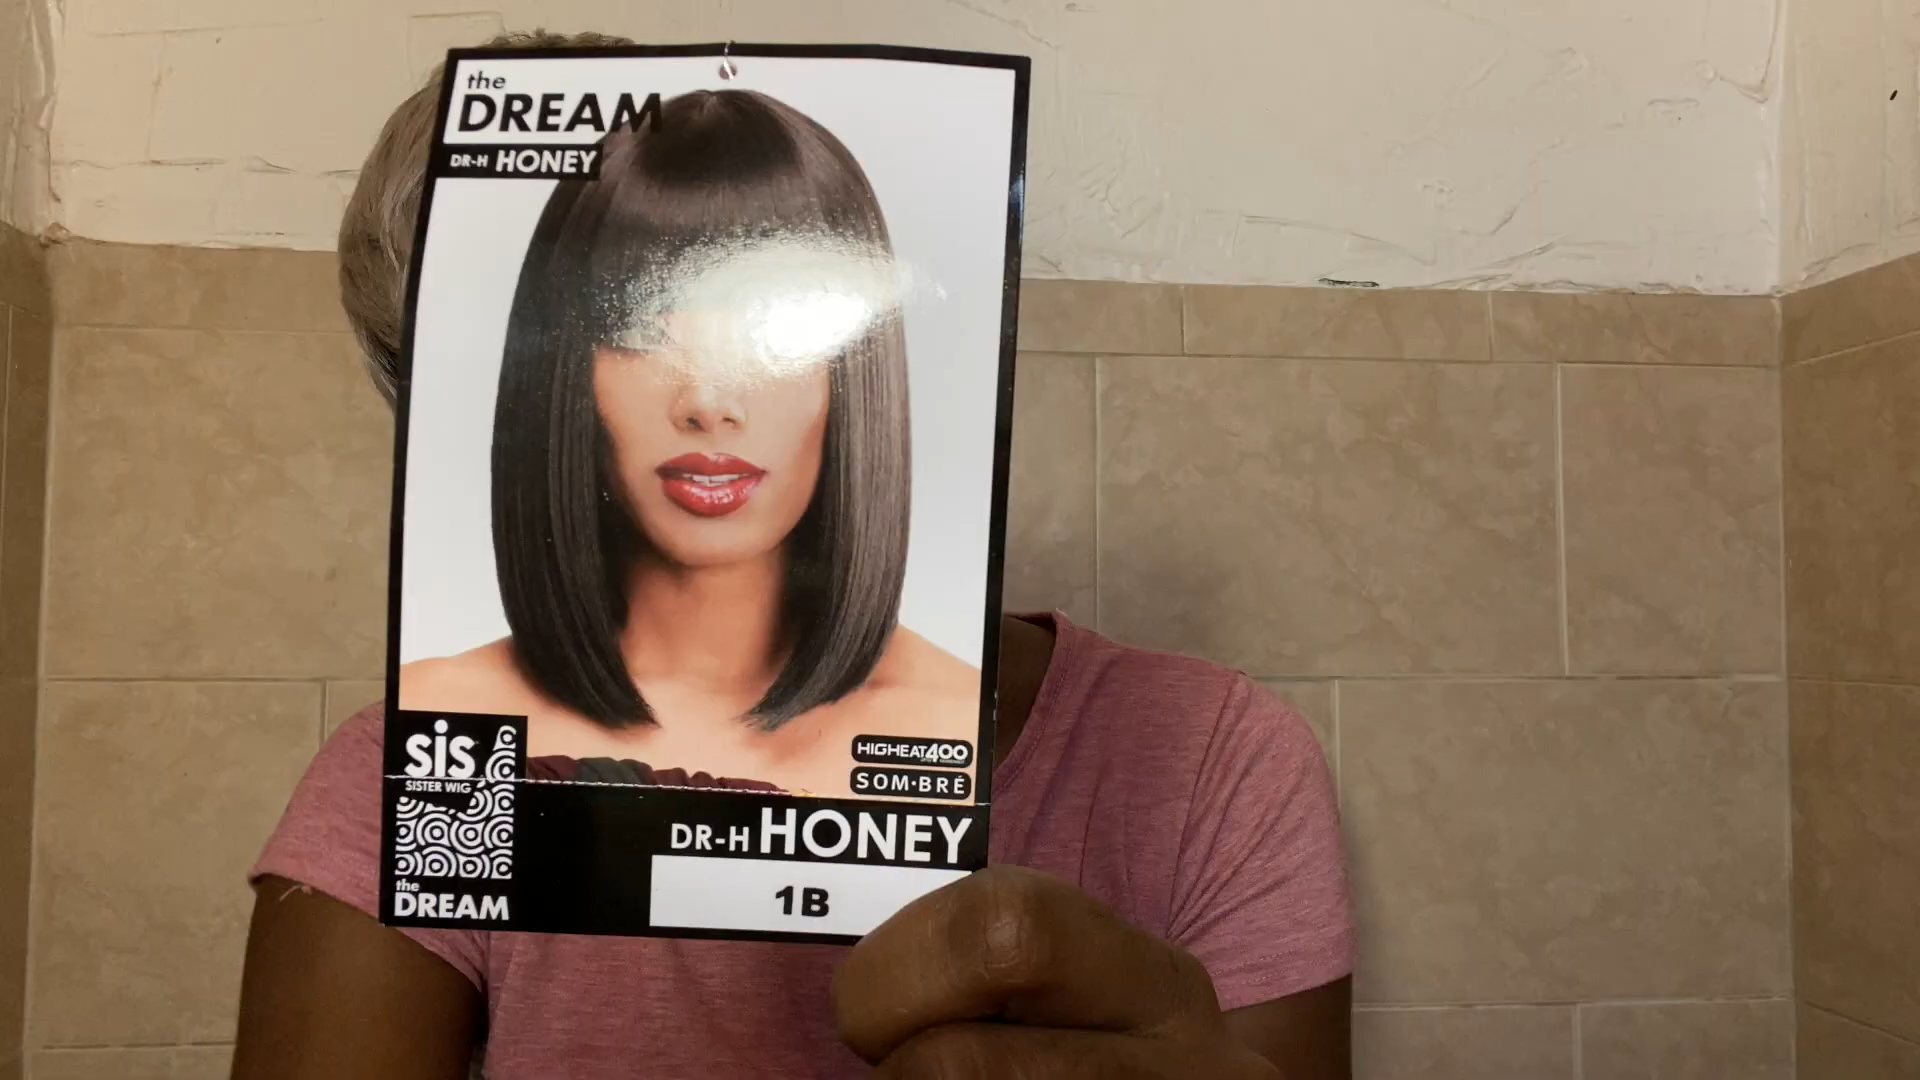 the
DREAM
DR-H HONEY
sis
SISTER WIG
HIGHEAT400
SOM•BRÉ
DR-H HONEY
1B
the
DREAM